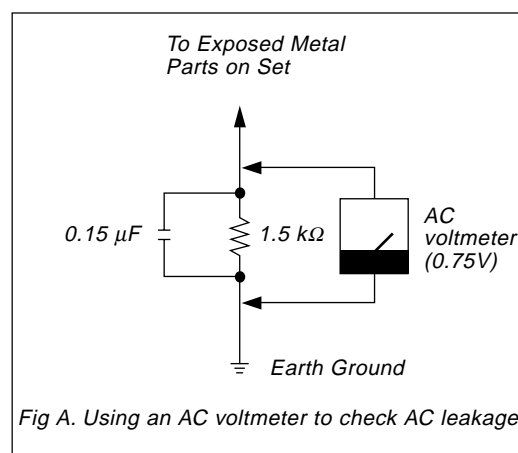 To Exposed Metal
Parts on Set
0.15 μF
1.5 kΩ
AC
voltmeter
(0.75V)
Earth Ground
Fig A. Using an AC voltmeter to check AC leakage